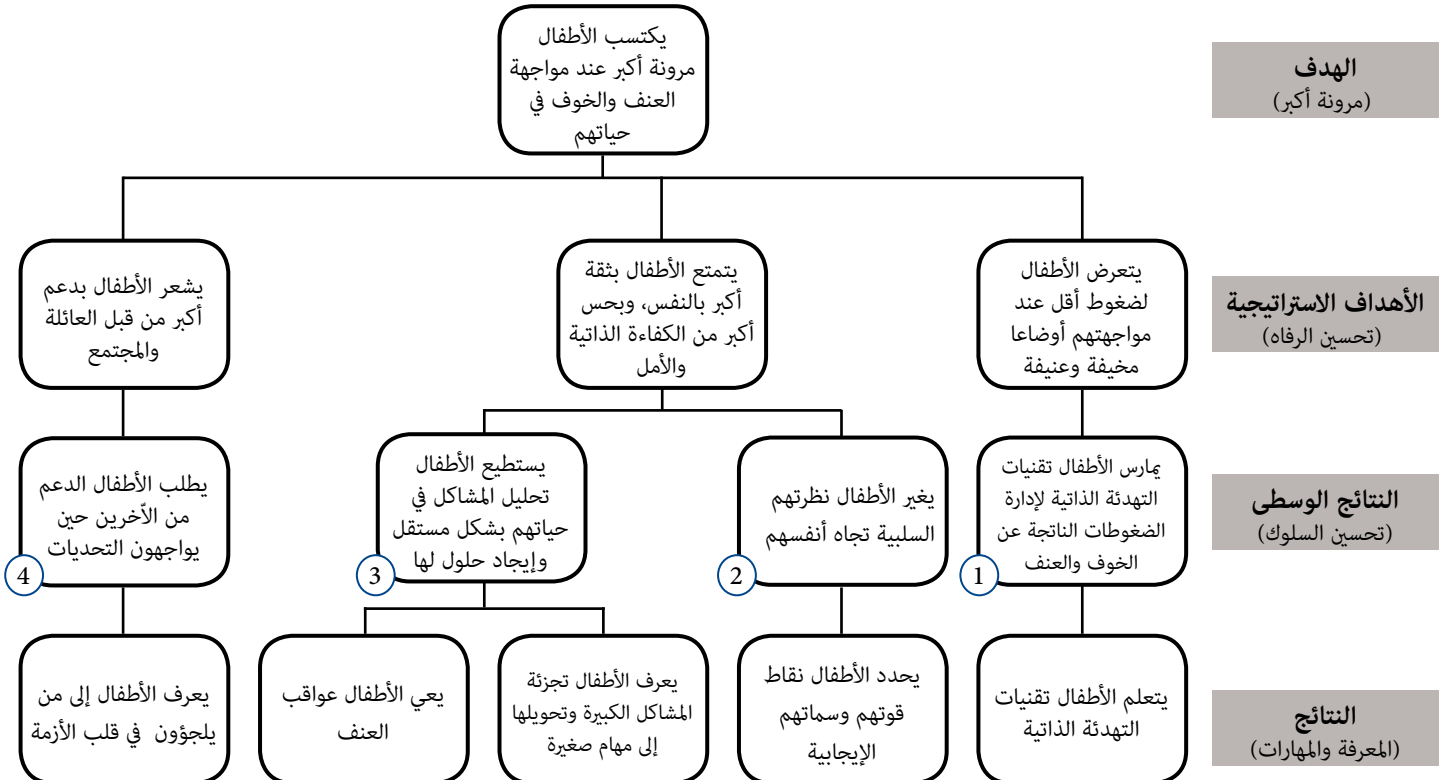 يكتسب الأطفال
مرونة أكبر عند مواجهة
العنف والخوف في
حياتهم
الهدف
(مرونة أكبر)
الأهداف الاستراتيجية
(تحسين الرفاه)
يتعرض الأطفال
لضغوط أقل عند
مواجهتهم أوضاعا
مخيفة وعنيفة
يتمتع الأطفال بثقة
أكبر بالنفس، وبحس
أكبر من الكفاءة الذاتية
والأمل
يشعر الأطفال بدعم
أكبر من قبل العائلة
والمجتمع
النتائج الوسطى
(تحسين السلوك)
يمارس الأطفال تقنيات
التهدئة الذاتية لإدارة
الضغوطات الناتجة عن
الخوف والعنف
1
يغير الأطفال نظرتهم
السلبية تجاه أنفسهم
2
يستطيع الأطفال
تحليل المشاكل في
حياتهم بشكل مستقل
وإيجاد حلول لها
3
يطلب الأطفال الدعم
من الآخرين حين
يواجهون التحديات
4
النتائج
(المعرفة والمهارات)
يتعلم الأطفال تقنيات
التهدئة الذاتية
يحدد الأطفال نقاط
قوتهم وسماتهم
الإيجابية
يعرف الأطفال تجزئة
المشاكل الكبيرة وتحويلها
إلى مهام صغيرة
يعي الأطفال عواقب
العنف
يعرف الأطفال إلى من
يلجؤون في قلب الأزمة